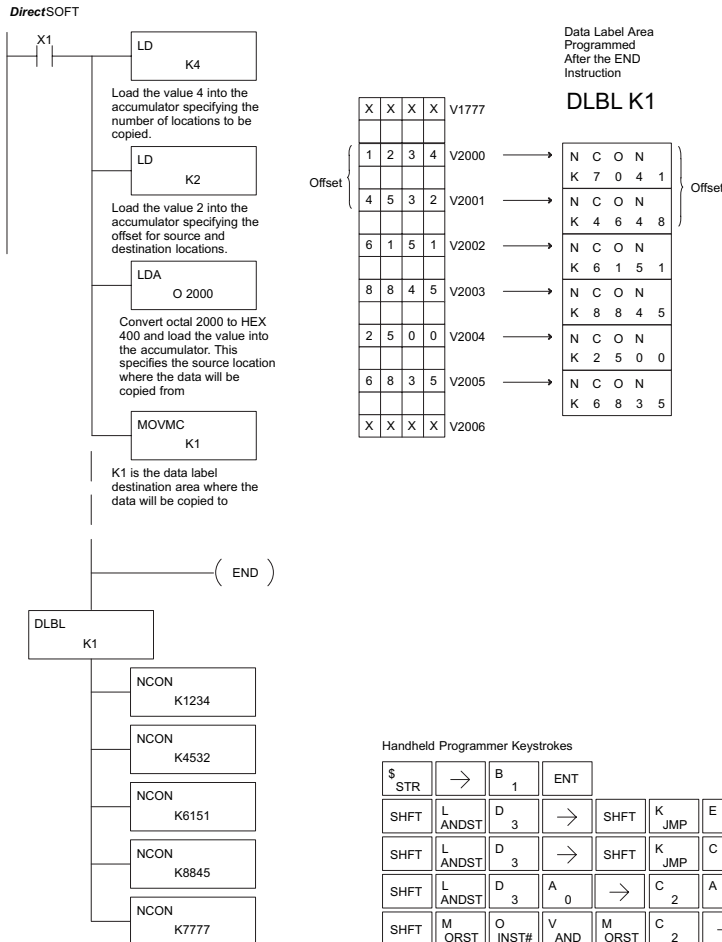 DirectSOFT
X1
LD
K4
Load the value 4 into the
accumulator specifying the
number of locations to be
copied.
LD
K2
Load the value 2 into the
accumulator specifying the
offset for source and
destination locations.
LDA
O 2000
Convert octal 2000 to HEX
400 and load the value into
the accumulator. This
specifies the source location
where the data will be
copied from
MOVMC
K1
K1 is the data label
destination area where the
data will be copied to
END
DLBL
K1
NCON
K1234
NCON
K4532
NCON
K6151
NCON
K8845
NCON
K7777
Data Label Area
Programmed
After the END
Instruction
DLBL K1
X X X X V1777
Offset
1 2 3 4 V2000
4 5 3 2 V2001
6 1 5 1 V2002
8 8 4 5 V2003
2 5 0 0 V2004
6 8 3 5 V2005
X X X X V2006
N C O N
K 7 0 4 1
N C O N
K 4 6 4 8
Offset
N C O N
K 6 1 5 1
N C O N
K 8 8 4 5
N C O N
K 2 5 0 0
N C O N
K 6 8 3 5
Handheld Programmer Keystrokes
$ STR → B 1 ENT
SHFT L ANDST D 3 → SHFT K JMP E
SHFT L ANDST D 3 → SHFT K JMP C
SHFT L ANDST D 3 A 0 → C 2 A
SHFT M ORST O INST# V AND M ORST C 2